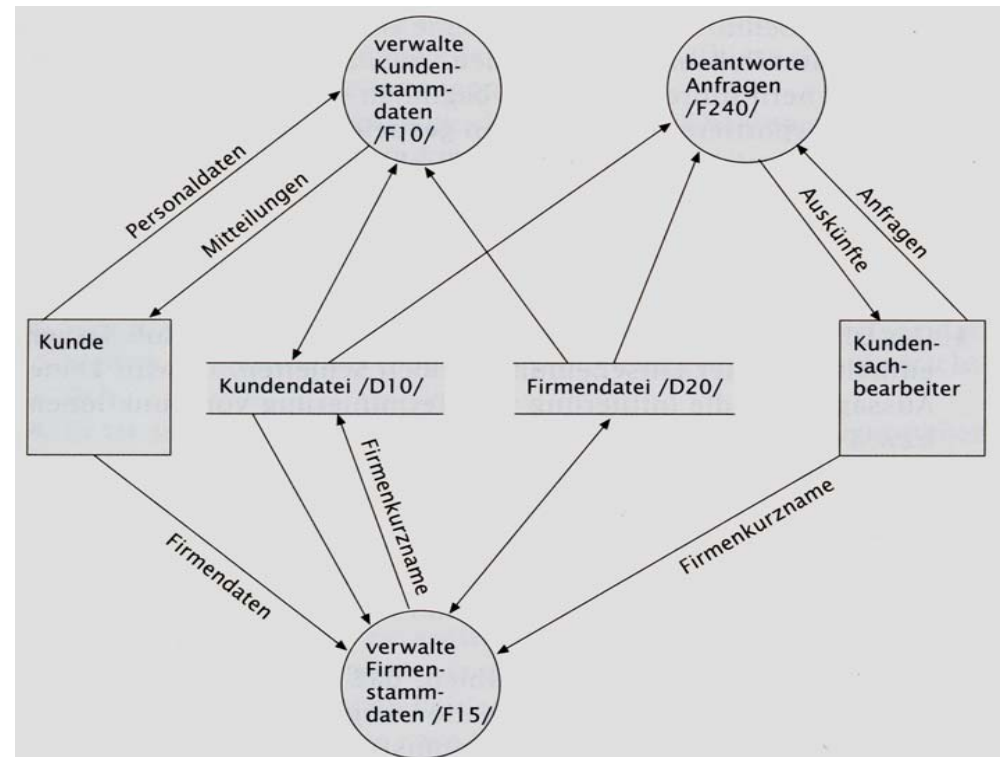 verwalte
Kunden-
stamm-
daten
/F10/
beantworte
Anfragen
/F240/
Personaldaten
Mitteilungen
Auskünfte
Anfragen
Kunde
Kundendatei /D10/
Firmendatei /D20/
Kunden-
sach-
bearbeiter
Firmendaten
Firmenkurzname
Firmenkurzname
verwalte
Firmen-
stamm-
daten /F15/